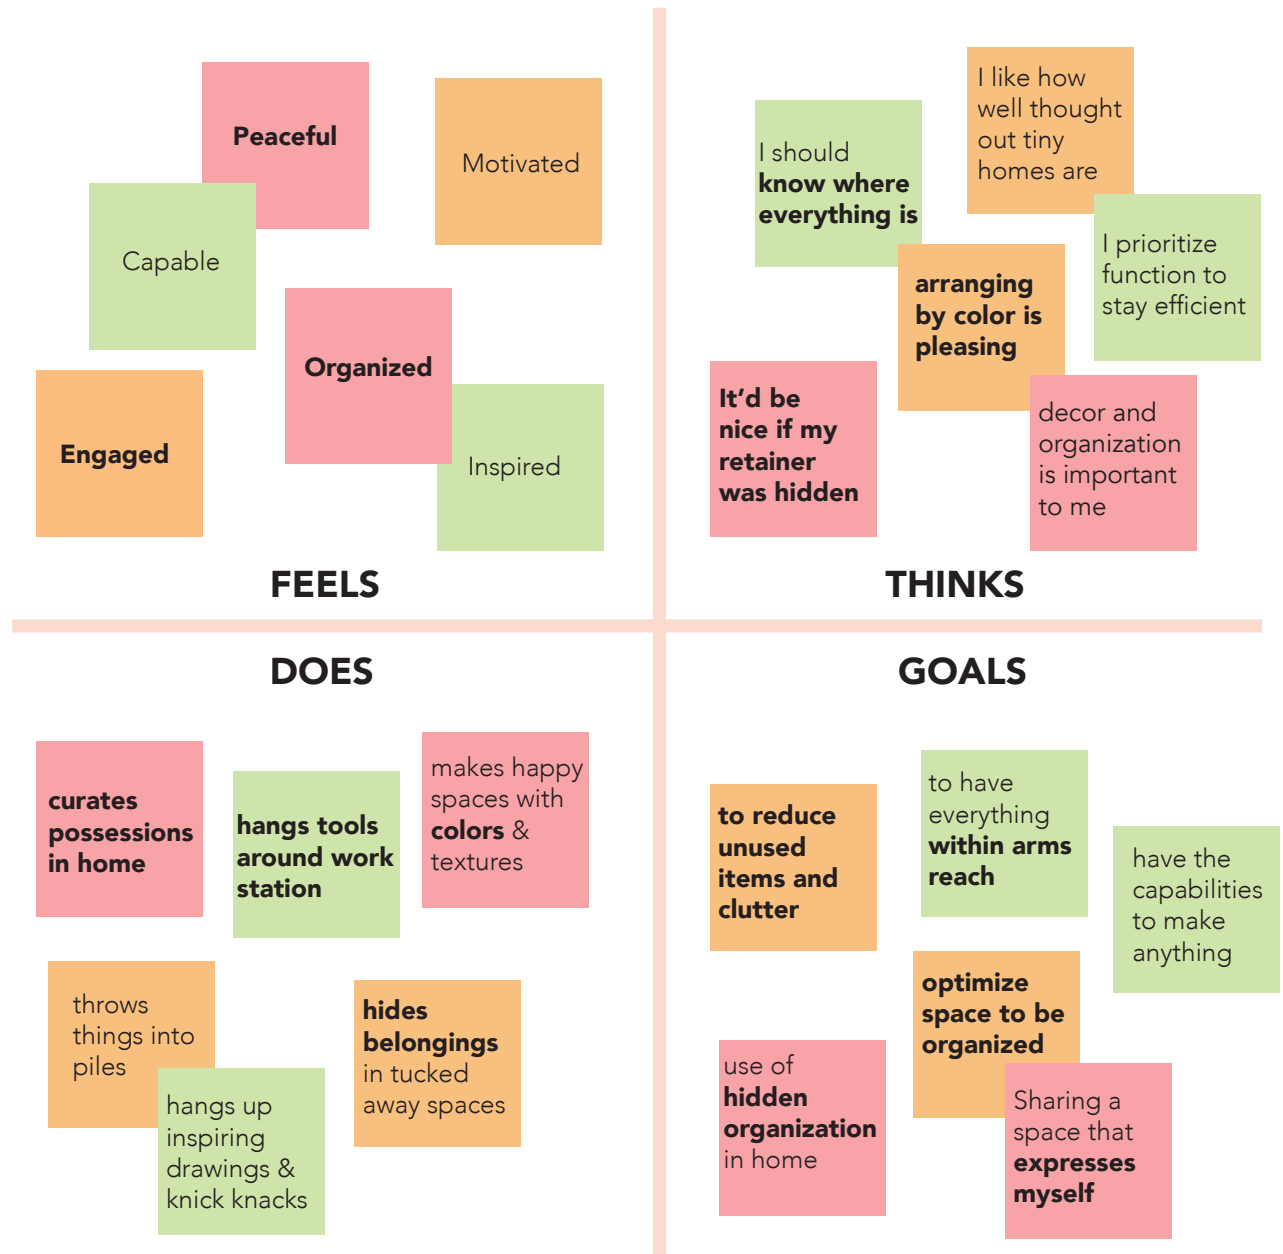 Peaceful
Motivated
Capable
Organized
Engaged
Inspired
FEELS
I like how
well thought
out tiny
homes are
I should
know where
everything is
I prioritize
function to
stay efficient
arranging
by color is
pleasing
It’d be
nice if my
retainer
was hidden
decor and
organization
is important
to me
THINKS
DOES
curates
possessions
in home
hangs tools
around work
station
makes happy
spaces with
colors &
textures
throws
things into
piles
hides
belongings
in tucked
away spaces
hangs up
inspiring
drawings &
knick knacks
GOALS
to reduce
unused
items and
clutter
to have
everything
within arms
reach
have the
capabilities
to make
anything
optimize
space to be
organized
use of
hidden
organization
in home
Sharing a
space that
expresses
myself